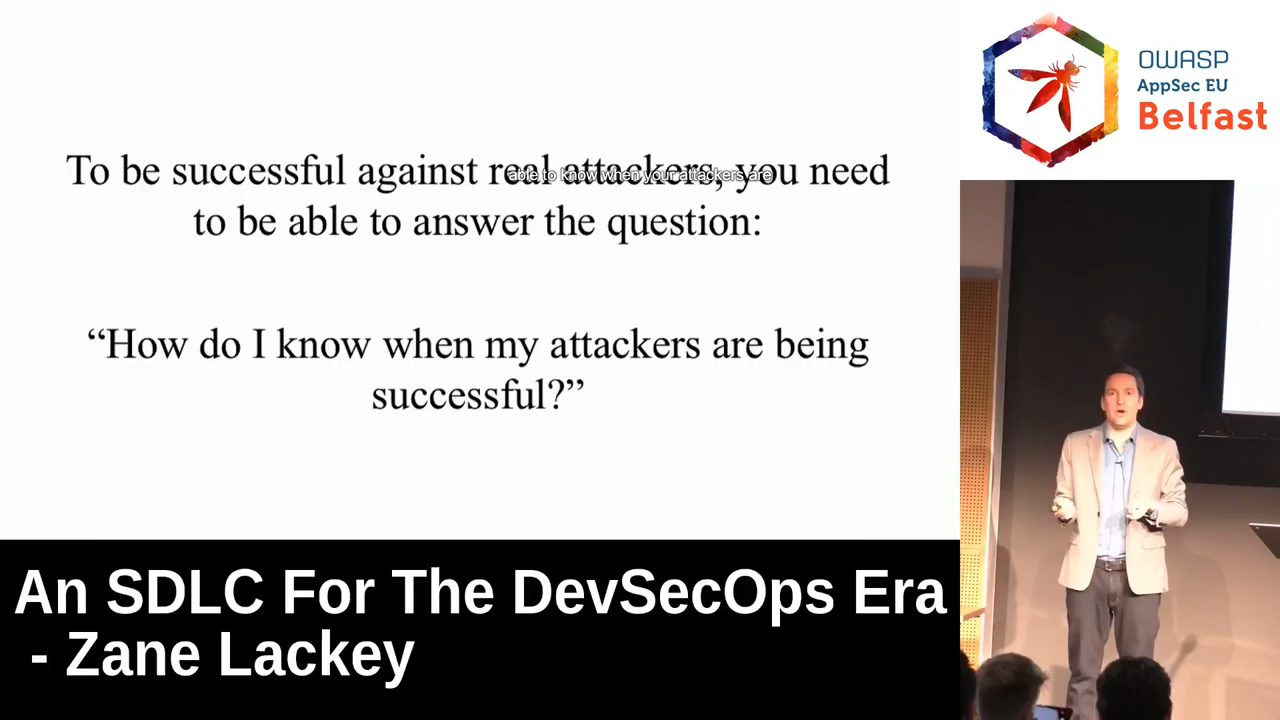 To be successful against real attackers, you need
able to know when your attackers are
to be able to answer the question:
“How do I know when my attackers are being
successful?”
OWASP
AppSec EU
Belfast
An SDLC For The DevSecOps Era
- Zane Lackey